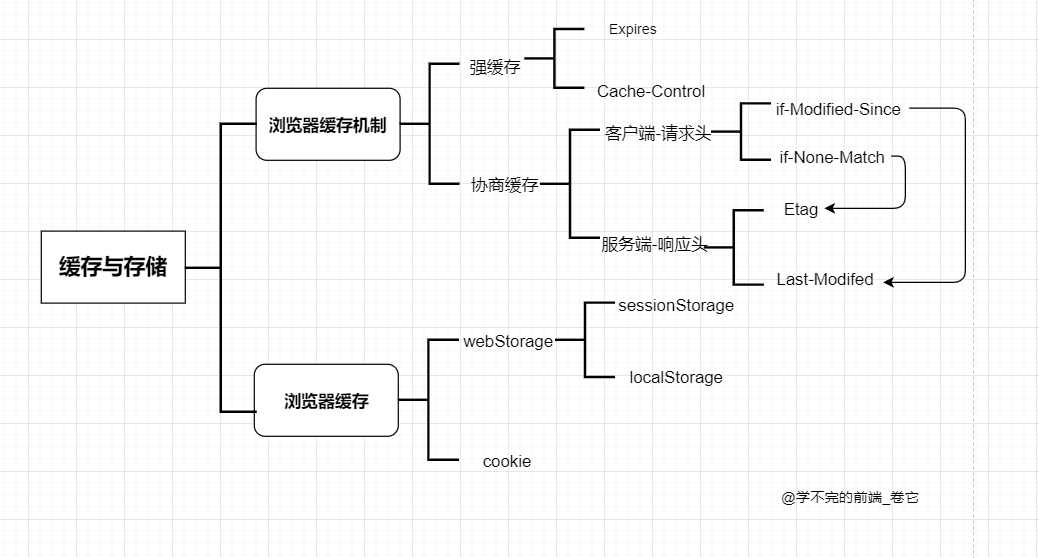 缓存与存储
浏览器缓存机制
强缓存
Expires
Cache-Control
协商缓存
客户端-请求头
if-Modified-Since
if-None-Match
服务端-响应头
Etag
Last-Modifed
浏览器缓存
webStorage
sessionStorage
localStorage
cookie
@学不完的前端_卷它